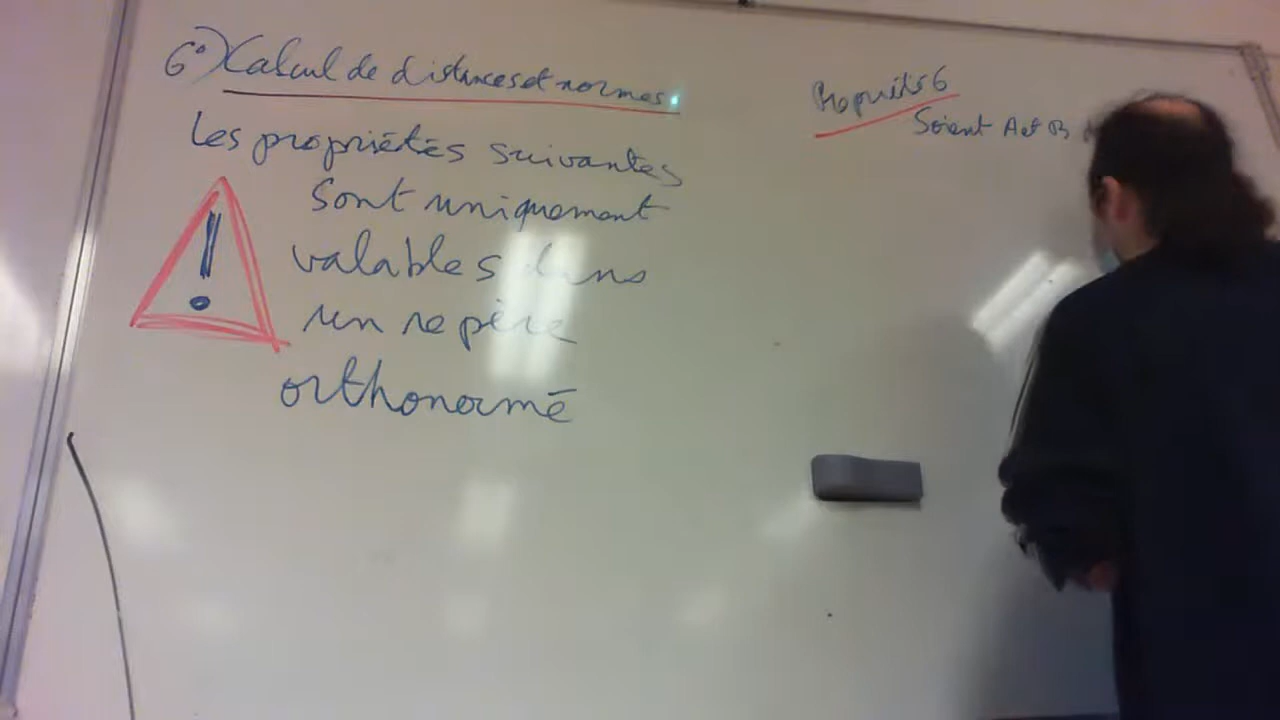 6°) Calcul de distances et normes.
Les propriétés suivantes
sont uniquement
valables dans
un repère
orthonormé
!
Propriété 6
Soient A et B